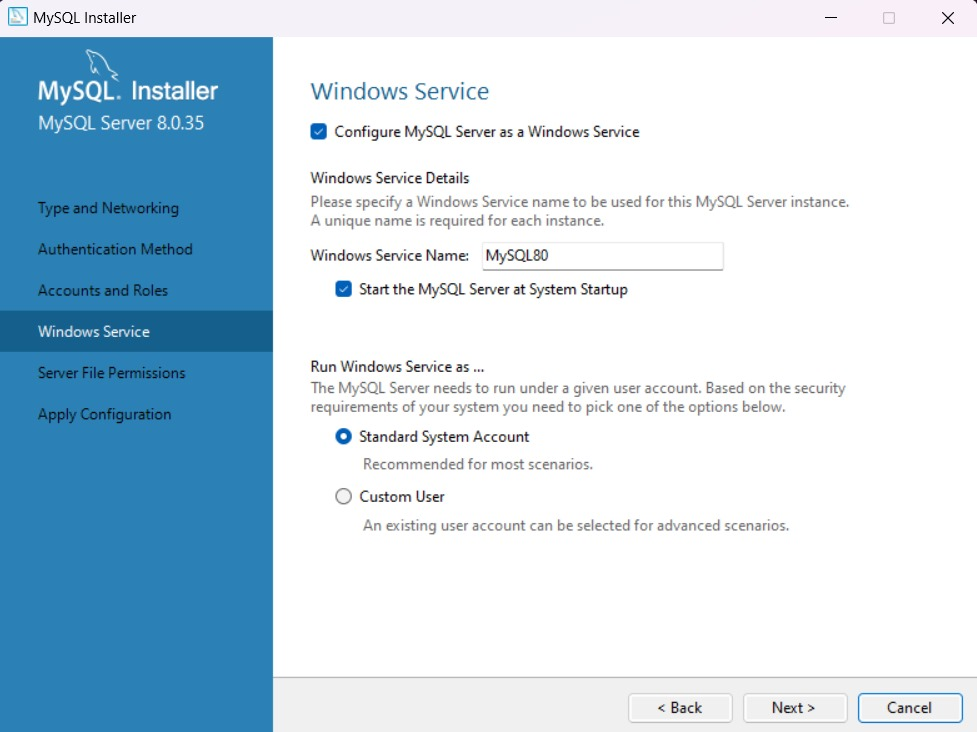 MySQL Installer
MySQL. Installer
MySQL Server 8.0.35
Type and Networking
Authentication Method
Accounts and Roles
Windows Service
Server File Permissions
Apply Configuration
Windows Service
Configure MySQL Server as a Windows Service
Windows Service Details
Please specify a Windows Service name to be used for this MySQL Server instance.
A unique name is required for each instance.
Windows Service Name: MySQL80
Start the MySQL Server at System Startup
Run Windows Service as ...
The MySQL Server needs to run under a given user account. Based on the security
requirements of your system you need to pick one of the options below.
Standard System Account
Recommended for most scenarios.
Custom User
An existing user account can be selected for advanced scenarios.
< Back Next > Cancel